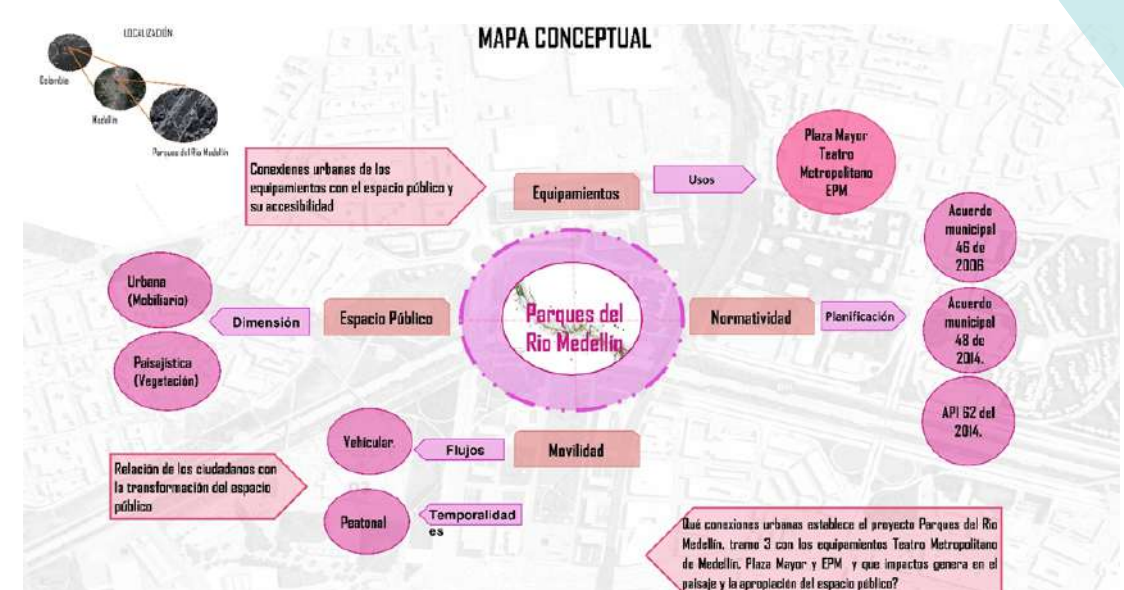 LOCALIZACIÓN
Colombia
Medellín
Parques del Río Medellín
MAPA CONCEPTUAL
Conexiones urbanas de los
equipamientos con el espacio público y
su accesibilidad
Equipamientos
Usos
Plaza Mayor
Teatro
Metropolitano
EPM
Acuerdo
municipal
46 de
2006
Urbana
(Mobiliario)
Dimensión
Espacio Público
Parques del
Río Medellín
Normatividad
Planificación
Acuerdo
municipal
48 de
2014.
Paisajística
(Vegetación)
API 62 del
2014.
Vehicular.
Flujos
Movilidad
Relación de los ciudadanos con
la transformación del espacio
público
Peatonal
Temporalidad
es
Qué conexiones urbanas establece el proyecto Parques del Río
Medellín, tramo 3 con los equipamientos Teatro Metropolitano
de Medellín, Plaza Mayor y EPM y que impactos genera en el
paisaje y la apropiación del espacio público?